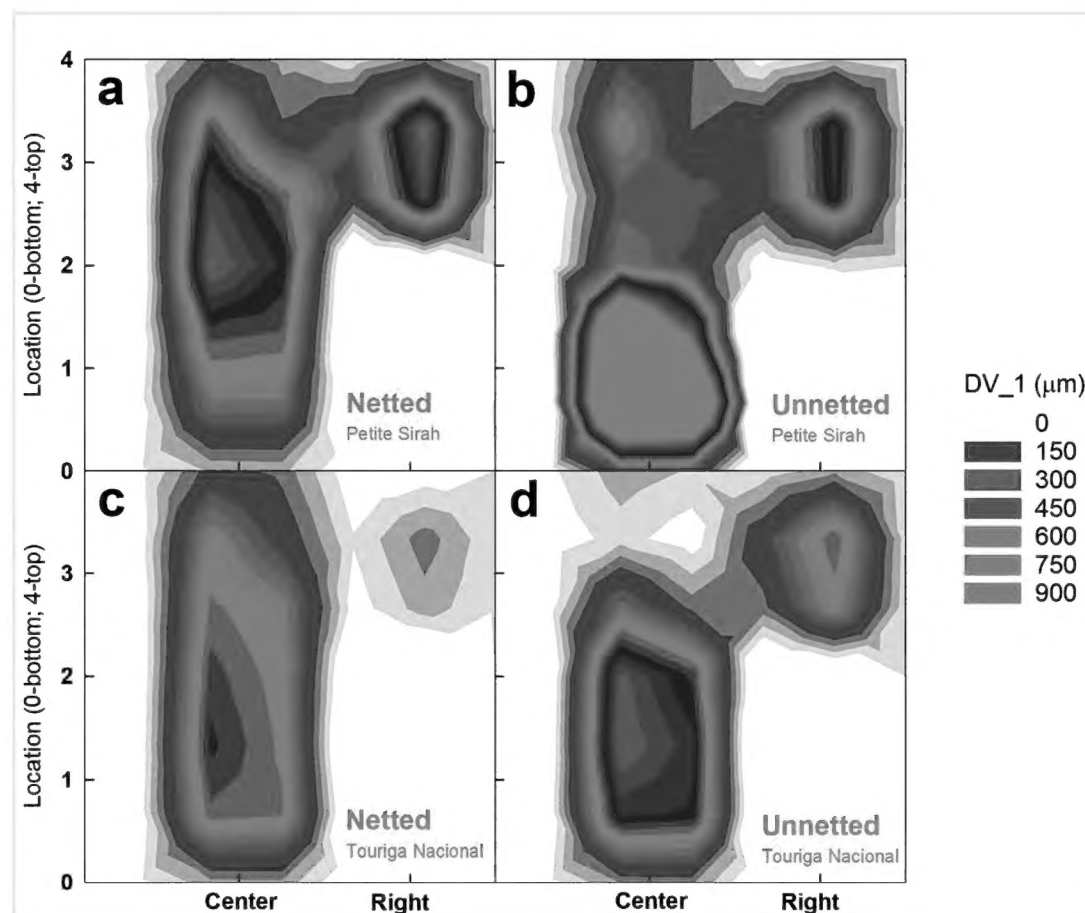 a
b
Location (0-bottom; 4-top)
4
3
2
1
0
Netted
Petite Sirah
Unnetted
Petite Sirah
c
d
Location (0-bottom; 4-top)
3
2
1
0
Netted
Touriga Nacional
Unnetted
Touriga Nacional
Center
Right
Center
Right
DV_1 (μm)
0
150
300
450
600
750
900